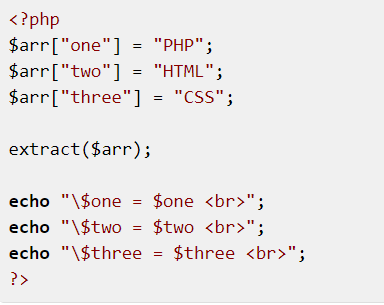 <?php
$arr["one"] = "PHP";
$arr["two"] = "HTML";
$arr["three"] = "CSS";
extract($arr);
echo "\$one = $one <br>";
echo "\$two = $two <br>";
echo "\$three = $three <br>";
?>